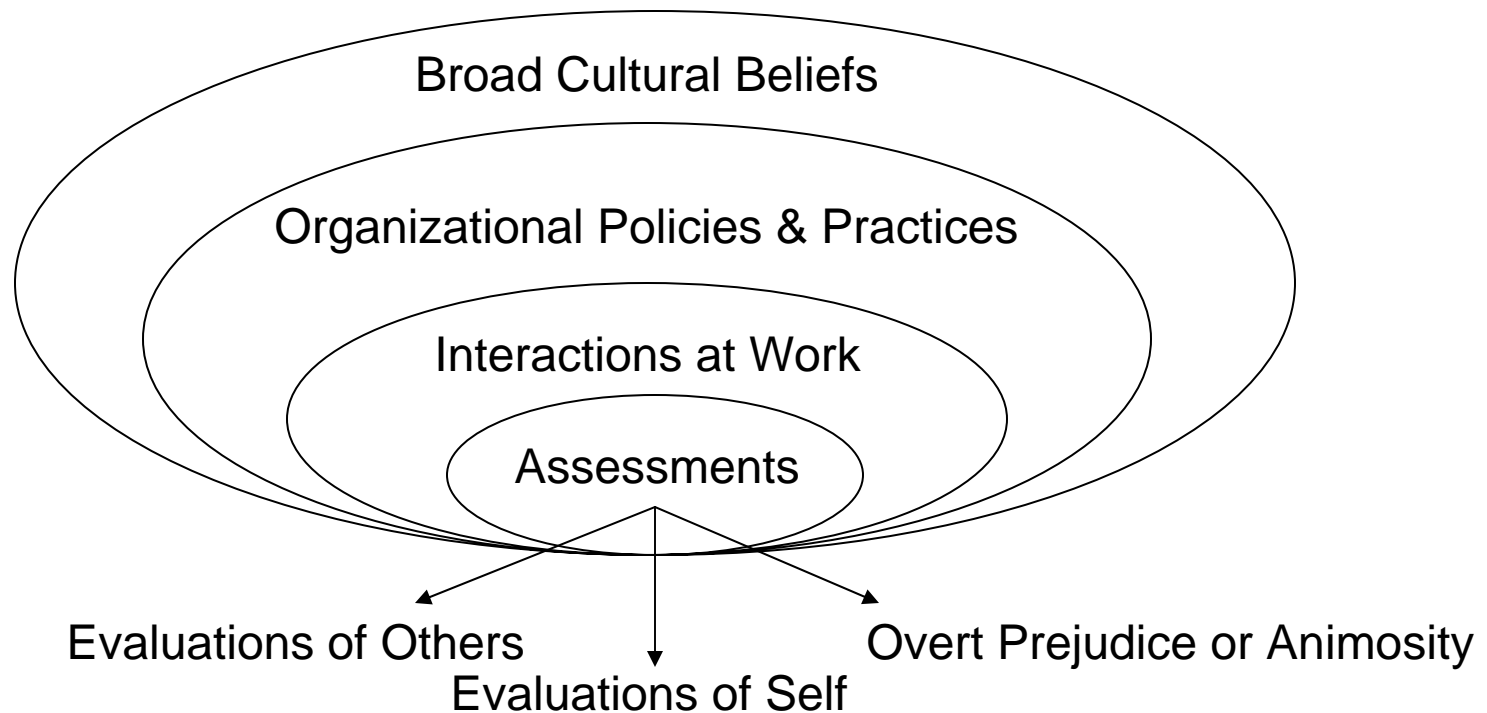 Broad Cultural Beliefs
Organizational Policies & Practices
Interactions at Work
Assessments
Evaluations of Others
Overt Prejudice or Animosity
Evaluations of Self